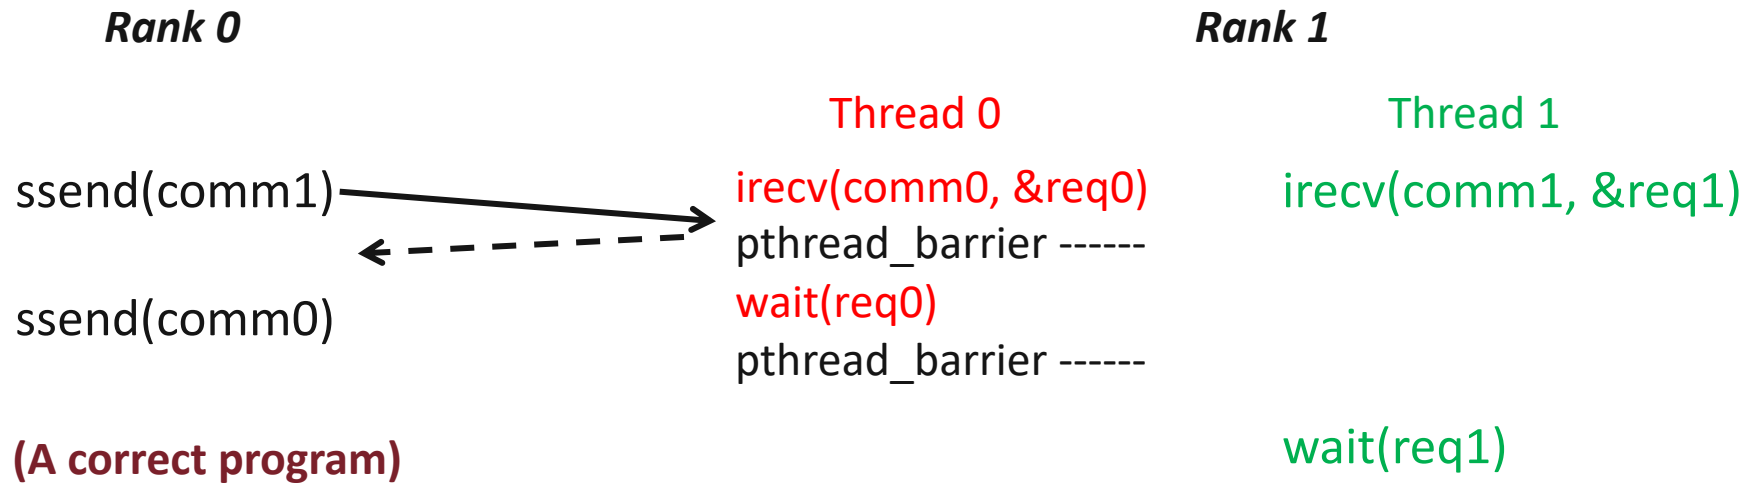 Rank 0
Rank 1
Thread 0
Thread 1
ssend(comm1)
irecv(comm0, &req0)
irecv(comm1, &req1)
pthread_barrier ------
ssend(comm0)
wait(req0)
pthread_barrier ------
(A correct program)
wait(req1)